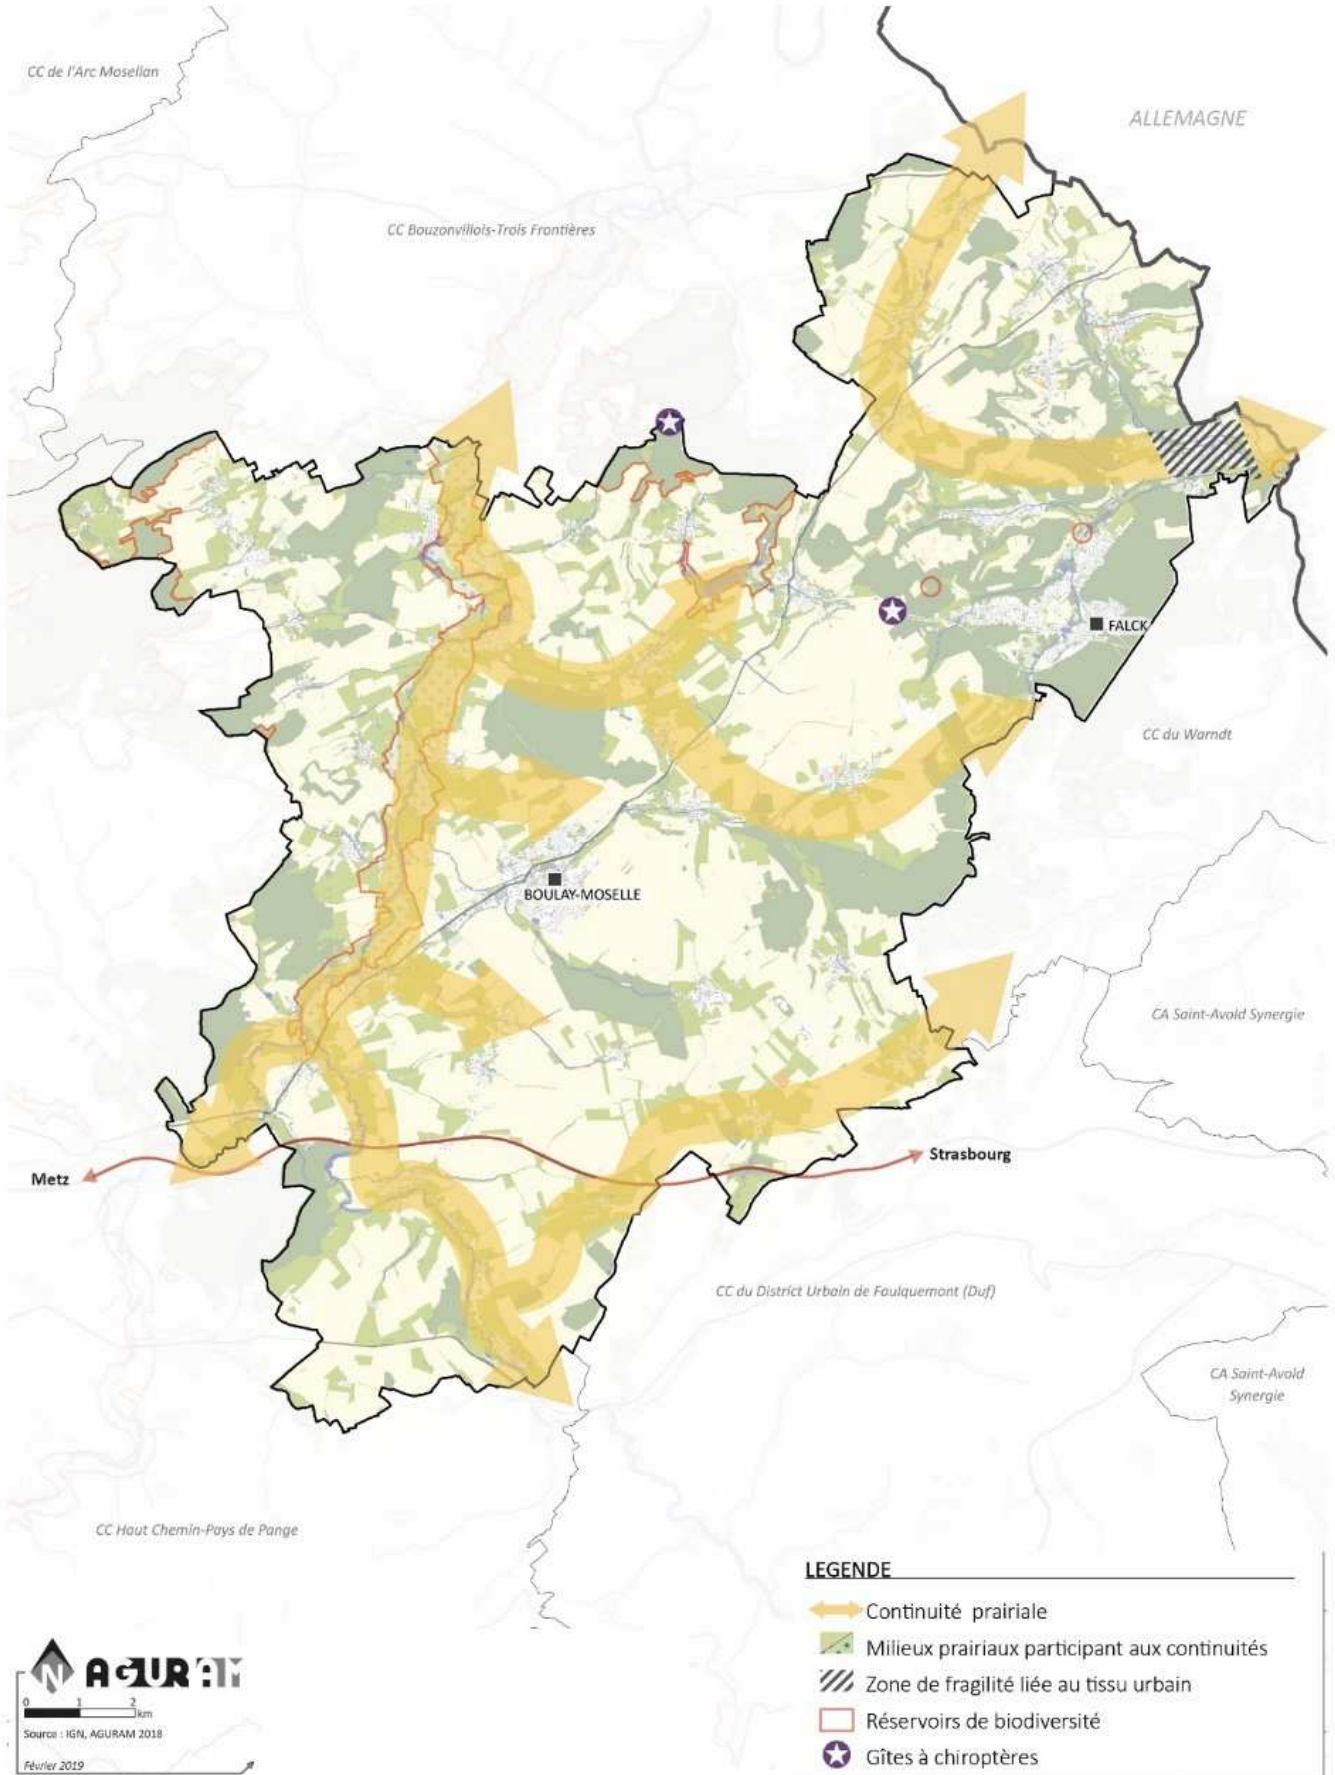 CC de l'Arc Mosellan
ALLEMAGNE
CC Bouzonvillois-Trois Frontières
FALCK
CC du Warndt
BOULAY-MOSELLE
CA Saint-Avold Synergie
Metz
Strasbourg
CC du District Urbain de Faulquemont (Duf)
CA Saint-Avold
Synergie
CC Haut Chemin-Pays de Pange
LEGENDE
Continuité prairiale
Milieux prairiaux participant aux continuités
Zone de fragilité liée au tissu urbain
Réservoirs de biodiversité
Gîtes à chiroptères
N AGURAM
0 1 2
km
Source : IGN, AGURAM 2018
Février 2019